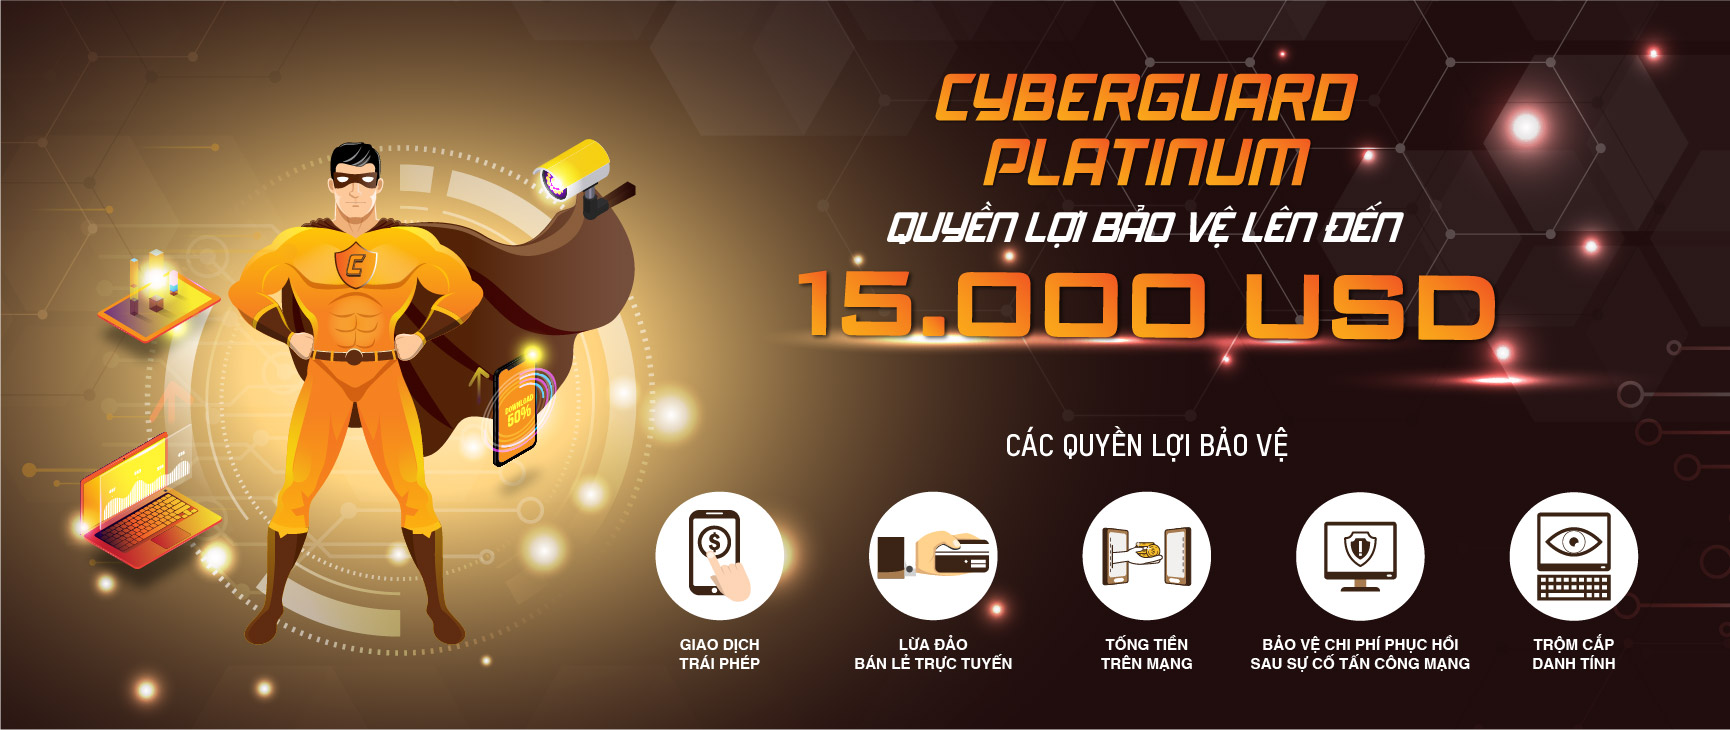 CYBERGUARD
PLATINUM
QUYỀN LỢI BẢO VỆ LÊN ĐẾN
15.000 USD
C
DOWNLOAD
50%
CÁC QUYỀN LỢI BẢO VỆ
GIAO DỊCH
TRÁI PHÉP
LỪA ĐẢO
BÁN LẺ TRỰC TUYẾN
TỐNG TIỀN
TRÊN MẠNG
BẢO VỆ CHI PHÍ PHỤC HỒI
SAU SỰ CỐ TẤN CÔNG MẠNG
TRỘM CẮP
DANH TÍNH